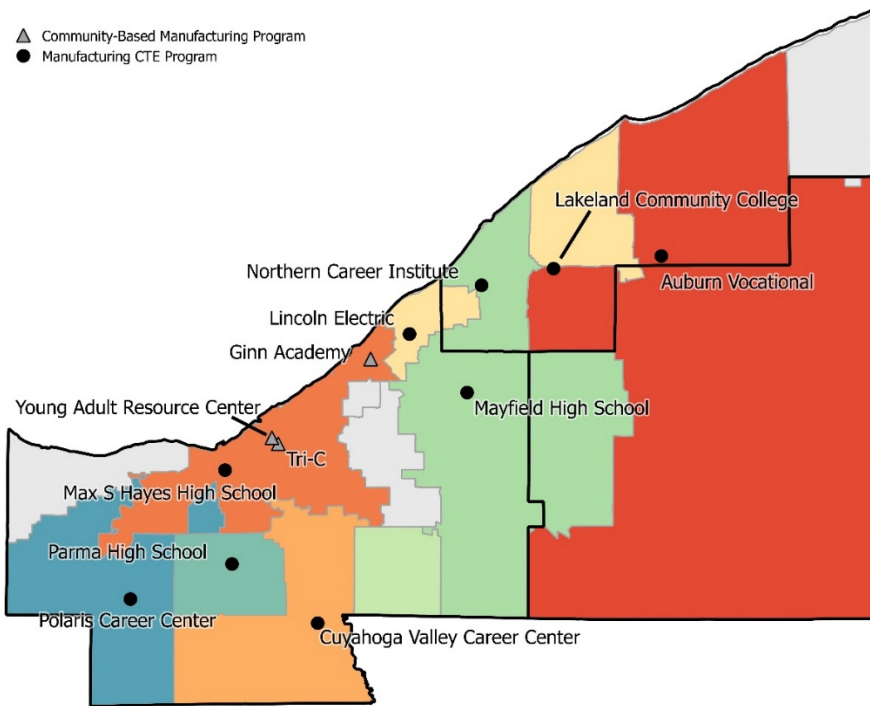 Community-Based Manufacturing Program
Manufacturing CTE Program
Lakeland Community College
Northern Career Institute
Auburn Vocational
Lincoln Electric
Ginn Academy
Young Adult Resource Center
Mayfield High School
Tri-C
Max S Hayes High School
Parma High School
Polaris Career Center
Cuyahoga Valley Career Center